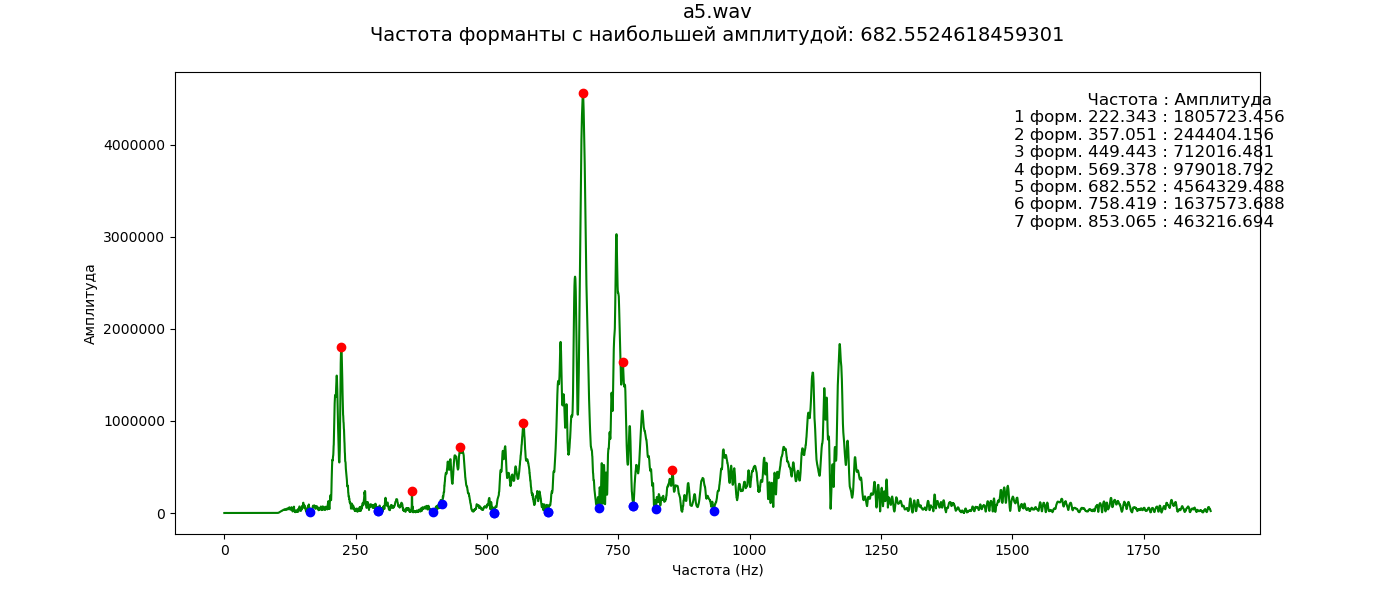 a5.wav
Частота форманты с наибольшей амплитудой: 682.5524618459301
Частота : Амплитуда
1 форм. 222.343 : 1805723.456
2 форм. 357.051 : 244404.156
3 форм. 449.443 : 712016.481
4 форм. 569.378 : 979018.792
5 форм. 682.552 : 4564329.488
6 форм. 758.419 : 1637573.688
7 форм. 853.065 : 463216.694
Амплитуда
4000000
3000000
2000000
1000000
0
0 250 500 750 1000 1250 1500 1750
Частота (Hz)